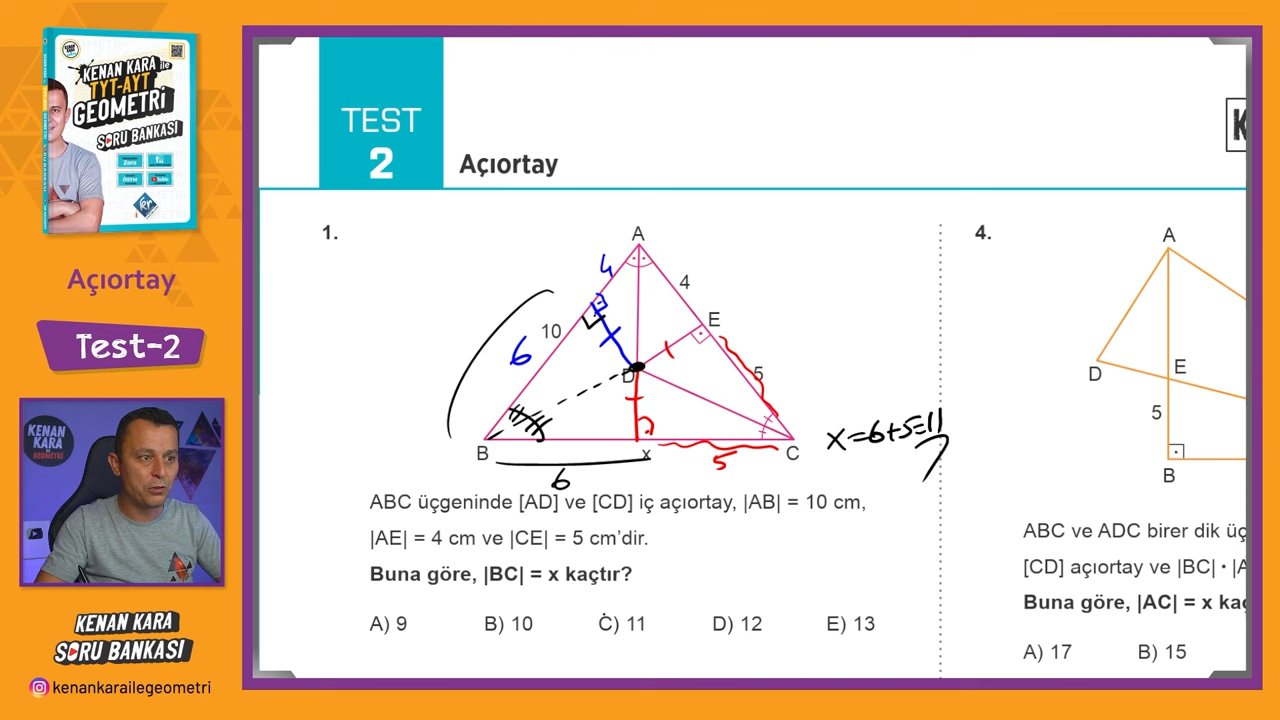 KENAN KARA ile
TYT-AYT
GEOMETRİ
SORU BANKASI
Açıortay
Test-2
KENAN
KARA
ile
GEOMETRİ
KENAN KARA
SORU BANKASI
kenankarailegeometri
TEST
2
Açıortay
K
1.
A
4
4
E
10
6
D
5
B
x
C
6
5
x=6+5=11
ABC üçgeninde [AD] ve [CD] iç açıortay, |AB| = 10 cm,
|AE| = 4 cm ve |CE| = 5 cm'dir.
Buna göre, |BC| = x kaçtır?
A) 9 B) 10 C) 11 D) 12 E) 13
4.
A
D
E
5
B
ABC ve ADC birer dik üç
[CD] açıortay ve |BC| · |A
Buna göre, |AC| = x kaç
A) 17 B) 15